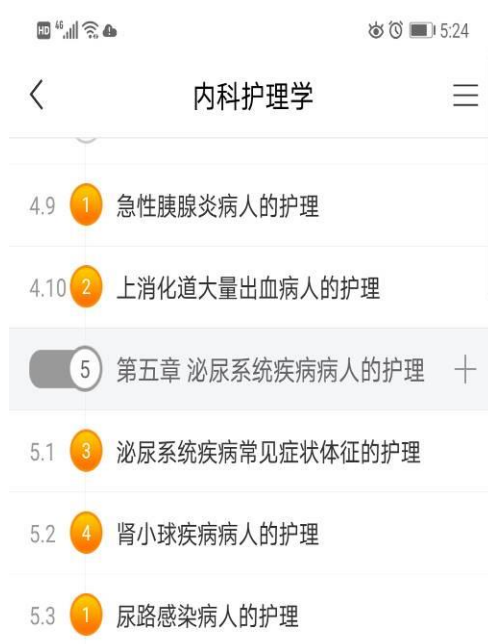 HD 46 5:24
内科护理学
4.9 1 急性胰腺炎病人的护理
4.10 2 上消化道大量出血病人的护理
5 第五章 泌尿系统疾病病人的护理
5.1 3 泌尿系统疾病常见症状体征的护理
5.2 4 肾小球疾病病人的护理
5.3 1 尿路感染病人的护理